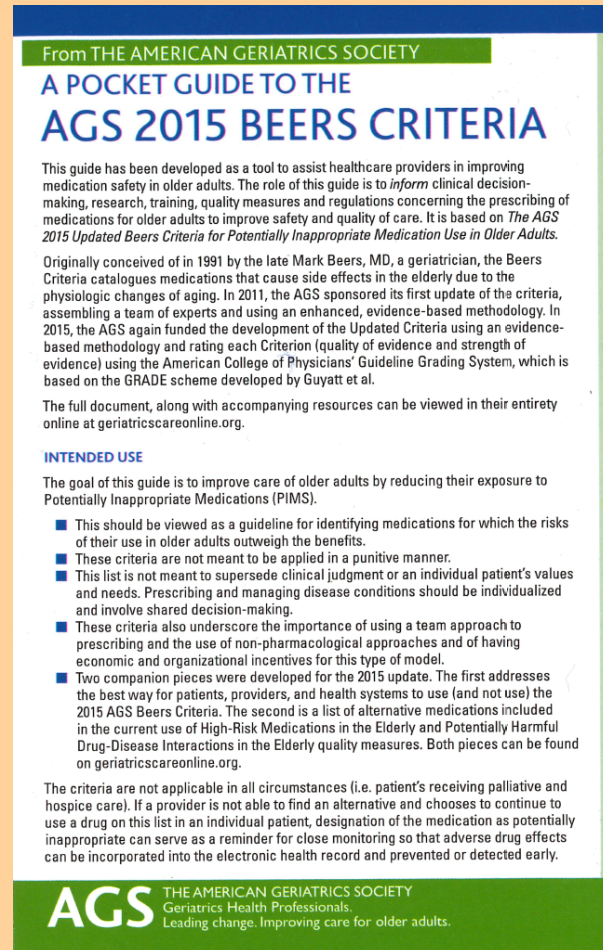 From THE AMERICAN GERIATRICS SOCIETY
A POCKET GUIDE TO THE
AGS 2015 BEERS CRITERIA
This guide has been developed as a tool to assist healthcare providers in improving
medication safety in older adults. The role of this guide is to inform clinical decision-
making, research, training, quality measures and regulations concerning the prescribing of
medications for older adults to improve safety and quality of care. It is based on The AGS
2015 Updated Beers Criteria for Potentially Inappropriate Medication Use in Older Adults.
Originally conceived of in 1991 by the late Mark Beers, MD, a geriatrician, the Beers
Criteria catalogues medications that cause side effects in the elderly due to the
physiologic changes of aging. In 2011, the AGS sponsored its first update of the criteria,
assembling a team of experts and using an enhanced, evidence-based methodology. In
2015, the AGS again funded the development of the Updated Criteria using an evidence-
based methodology and rating each Criterion (quality of evidence and strength of
evidence) using the American College of Physicians' Guideline Grading System, which is
based on the GRADE scheme developed by Guyatt et al.
The full document, along with accompanying resources can be viewed in their entirety
online at geriatricscareonline.org.
INTENDED USE
The goal of this guide is to improve care of older adults by reducing their exposure to
Potentially Inappropriate Medications (PIMS).
■ This should be viewed as a guideline for identifying medications for which the risks
of their use in older adults outweigh the benefits.
■ These criteria are not meant to be applied in a punitive manner.
■ This list is not meant to supersede clinical judgment or an individual patient's values
and needs. Prescribing and managing disease conditions should be individualized
and involve shared decision-making.
■ These criteria also underscore the importance of using a team approach to
prescribing and the use of non-pharmacological approaches and of having
economic and organizational incentives for this type of model.
■ Two companion pieces were developed for the 2015 update. The first addresses
the best way for patients, providers, and health systems to use (and not use) the
2015 AGS Beers Criteria. The second is a list of alternative medications included
in the current use of High-Risk Medications in the Elderly and Potentially Harmful
Drug-Disease Interactions in the Elderly quality measures. Both pieces can be found
on geriatricscareonline.org.
The criteria are not applicable in all circumstances (i.e. patient's receiving palliative and
hospice care). If a provider is not able to find an alternative and chooses to continue to
use a drug on this list in an individual patient, designation of the medication as potentially
inappropriate can serve as a reminder for close monitoring so that adverse drug effects
can be incorporated into the electronic health record and prevented or detected early.
AGS THE AMERICAN GERIATRICS SOCIETY
Geriatrics Health Professionals.
Leading change. Improving care for older adults.